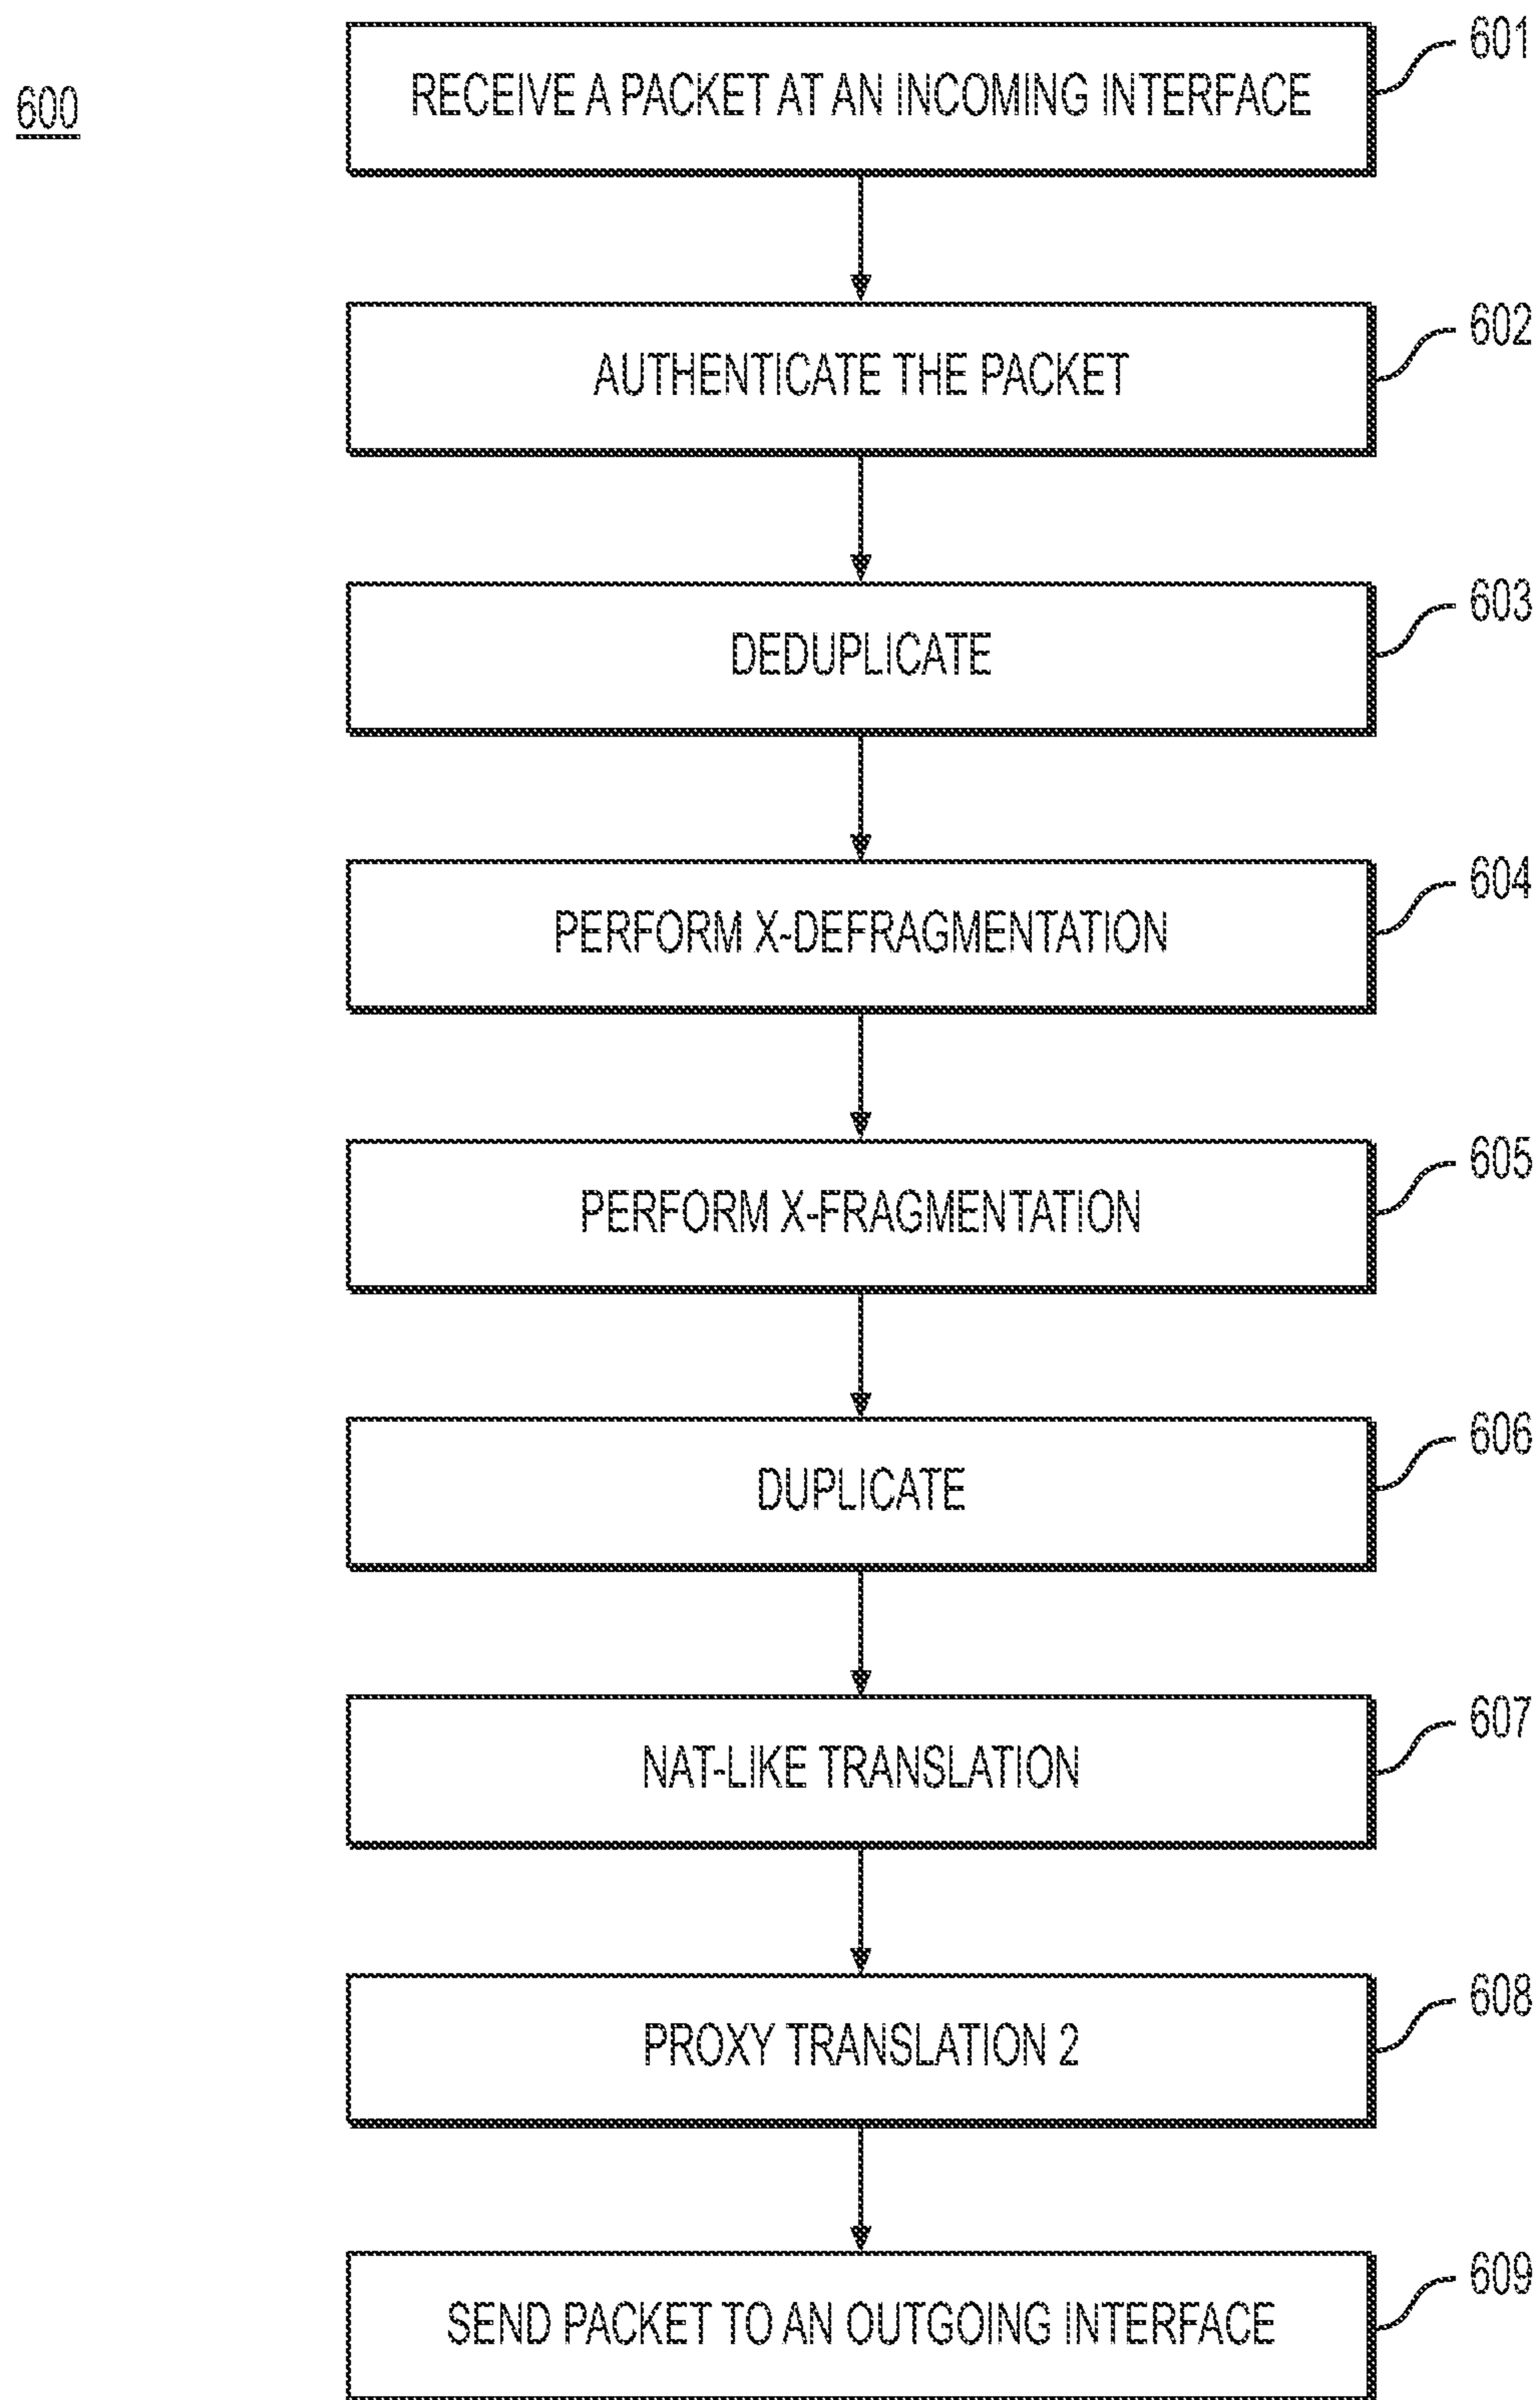 600
RECEIVE A PACKET AT AN INCOMING INTERFACE
601
AUTHENTICATE THE PACKET
602
DEDUPLICATE
603
PERFORM X-DEFRAGMENTATION
604
PERFORM X-FRAGMENTATION
605
DUPLICATE
606
NAT-LIKE TRANSLATION
607
PROXY TRANSLATION 2
608
SEND PACKET TO AN OUTGOING INTERFACE
609